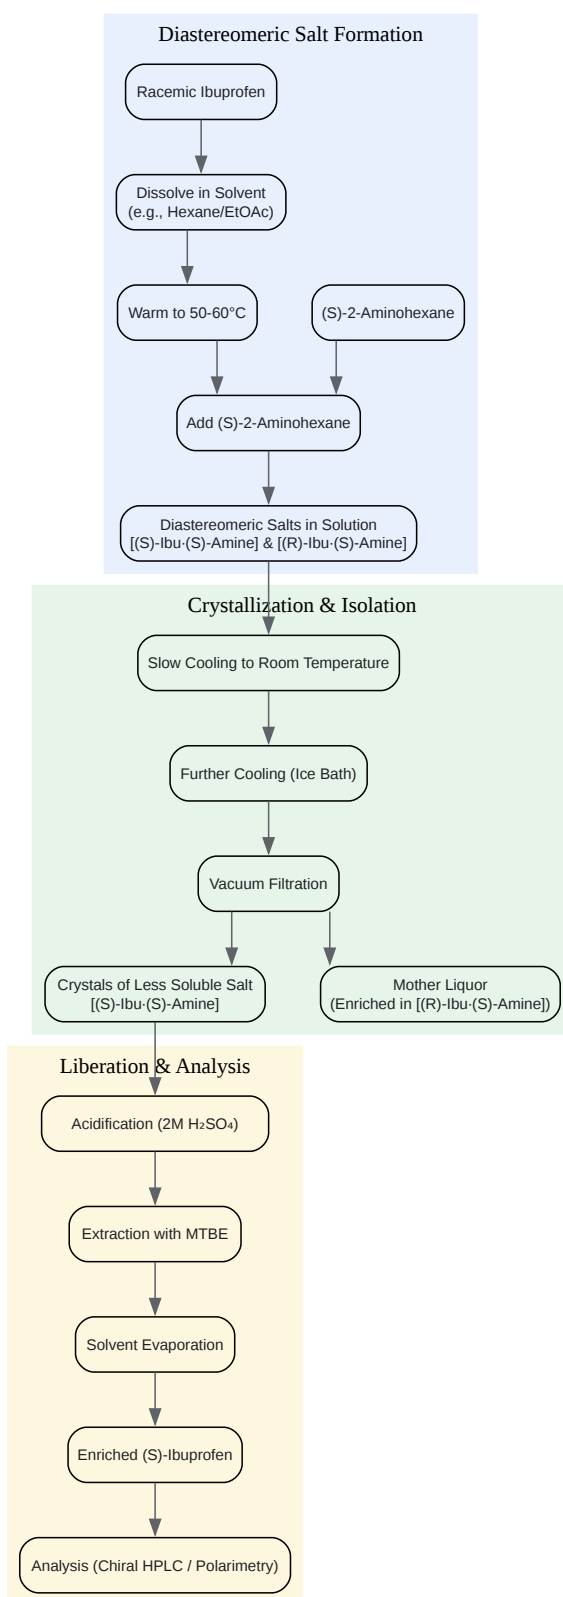 Diastereomeric Salt Formation
Racemic Ibuprofen
Dissolve in Solvent
(e.g., Hexane/EtOAc)
Warm to 50-60°C
(S)-2-Aminohexane
Add (S)-2-Aminohexane
Diastereomeric Salts in Solution
[(S)-Ibu·(S)-Amine] & [(R)-Ibu·(S)-Amine]
Crystallization & Isolation
Slow Cooling to Room Temperature
Further Cooling (Ice Bath)
Vacuum Filtration
Crystals of Less Soluble Salt
[(S)-Ibu·(S)-Amine]
Mother Liquor
(Enriched in [(R)-Ibu·(S)-Amine])
Liberation & Analysis
Acidification (2M H₂SO₄)
Extraction with MTBE
Solvent Evaporation
Enriched (S)-Ibuprofen
Analysis (Chiral HPLC / Polarimetry)